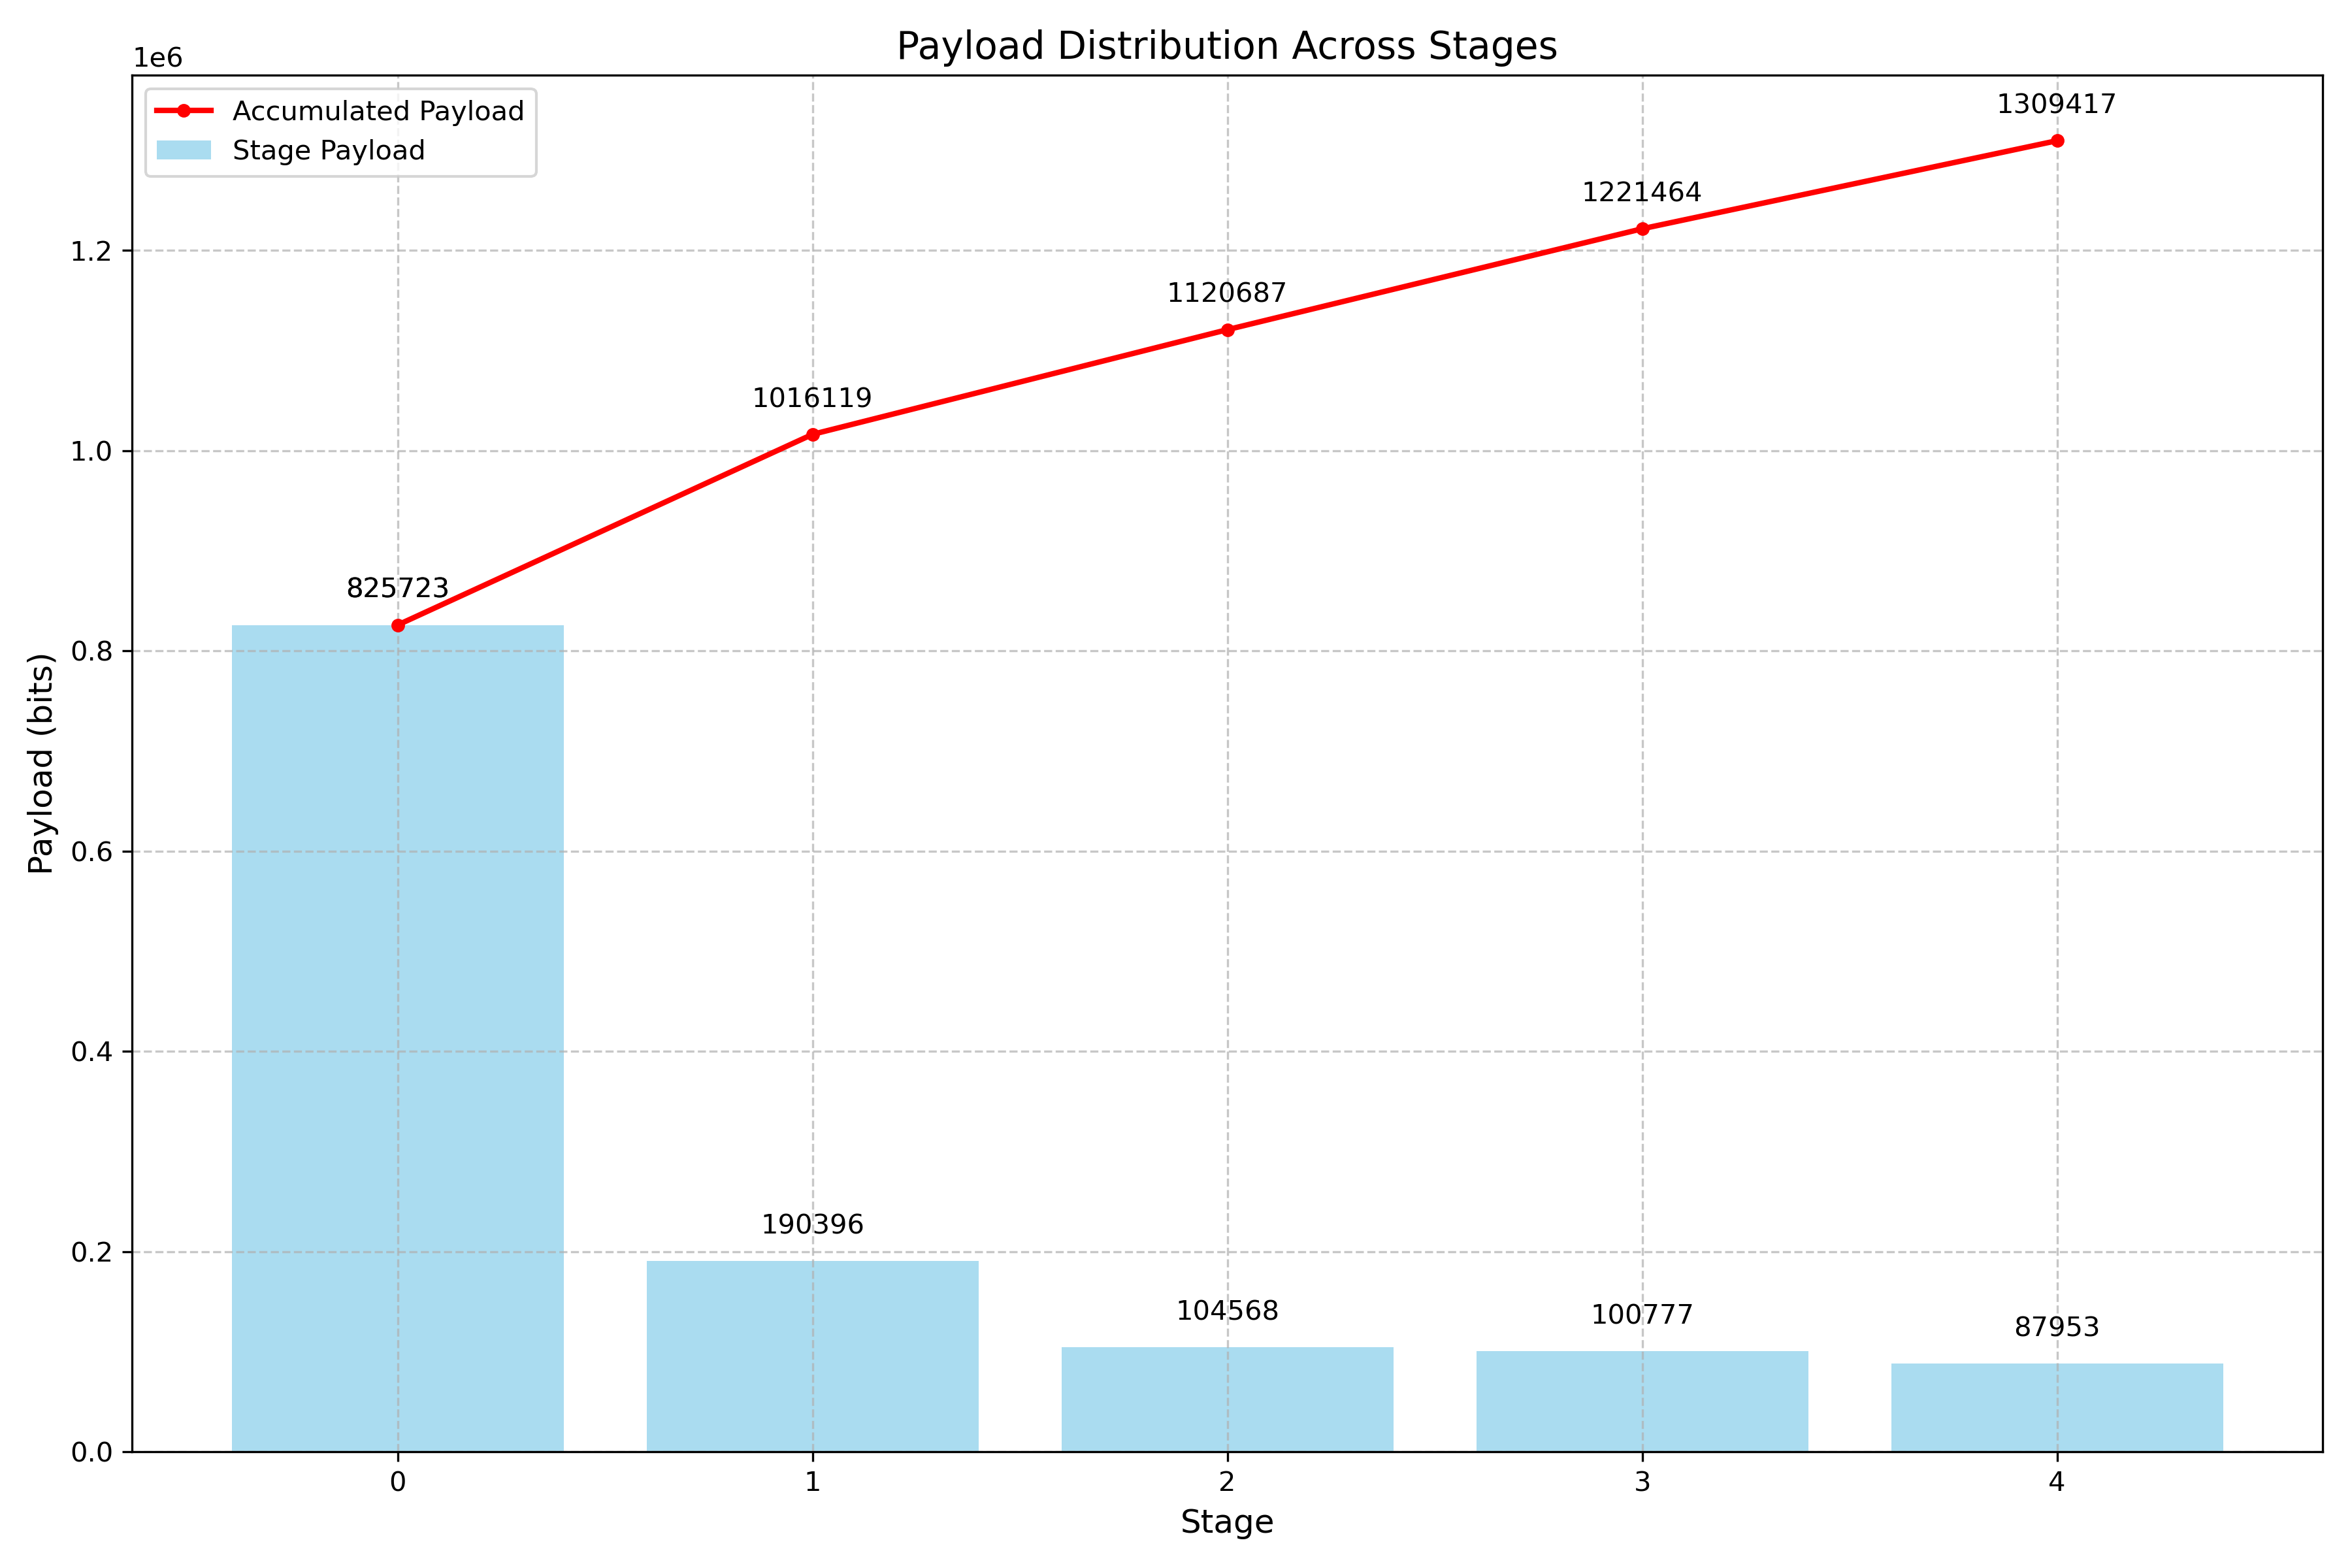 Payload Distribution Across Stages
1e6
Accumulated Payload
Stage Payload
1309417
1221464
1120687
1016119
825723
190396
104568
100777
87953
1.2
1.0
0.8
0.6
0.4
0.2
0.0
Payload (bits)
0 1 2 3 4
Stage